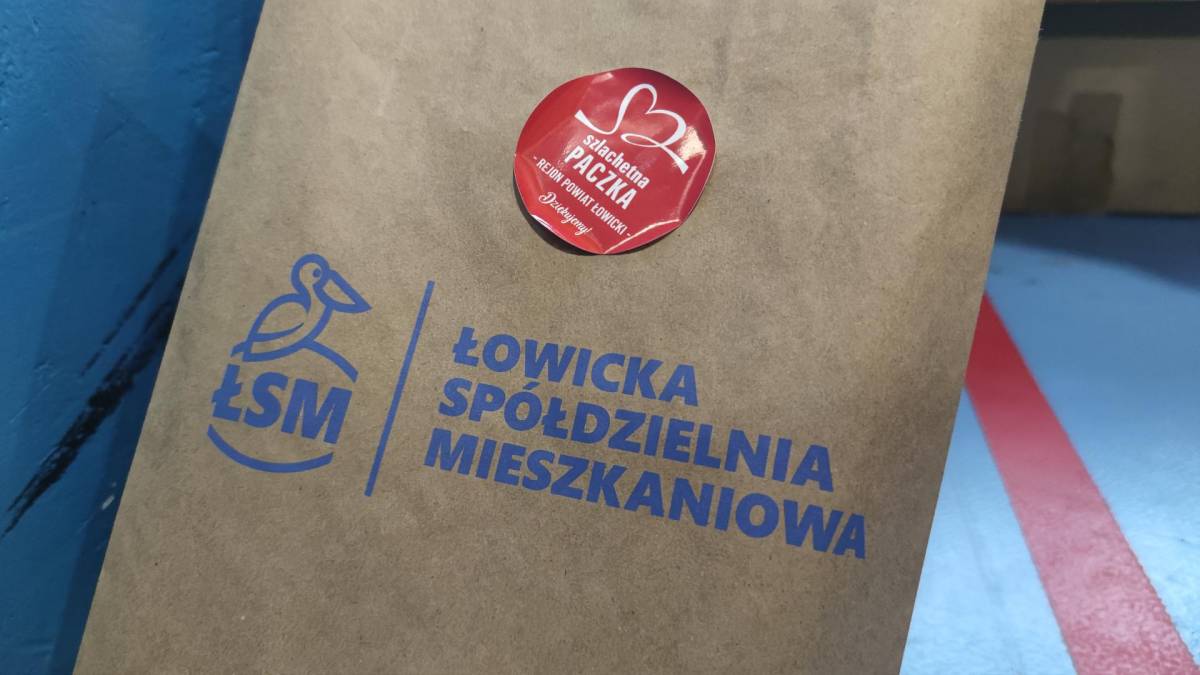 szlachetna
PACZKA
- REJON POWIAT ŁOWICKI -
Dziękujemy!
ŁSM
ŁOWICKA
SPÓŁDZIELNIA
MIESZKANIOWA